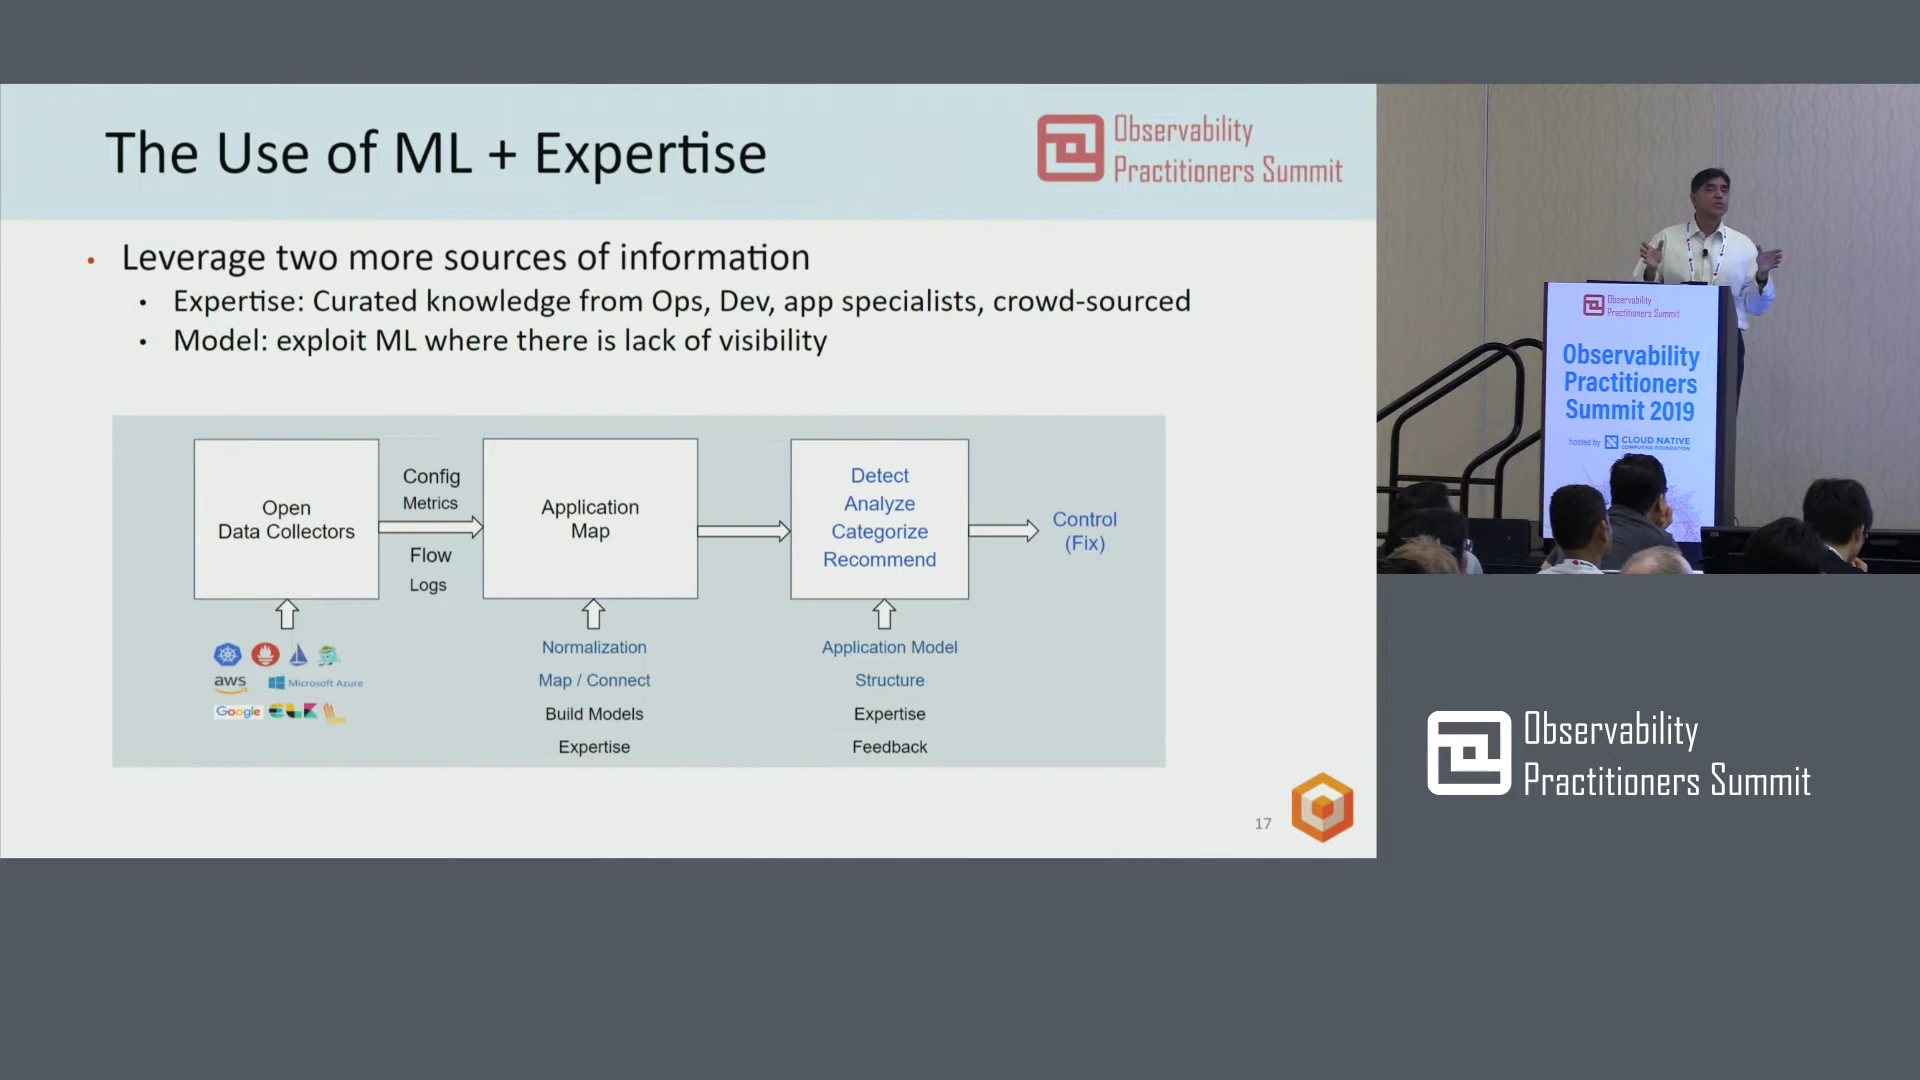 The Use of ML + Expertise
Observability
Practitioners Summit
• Leverage two more sources of information
• Expertise: Curated knowledge from Ops, Dev, app specialists, crowd-sourced
• Model: exploit ML where there is lack of visibility
Open
Data Collectors
Config
Metrics
Flow
Logs
Application
Map
Detect
Analyze
Categorize
Recommend
Control
(Fix)
aws
Microsoft Azure
Google
Normalization
Map / Connect
Build Models
Expertise
Application Model
Structure
Expertise
Feedback
17
Observability
Practitioners Summit
Observability
Practitioners
Summit 2019
hosted by CLOUD NATIVE
COMPUTING FOUNDATION
Observability
Practitioners Summit